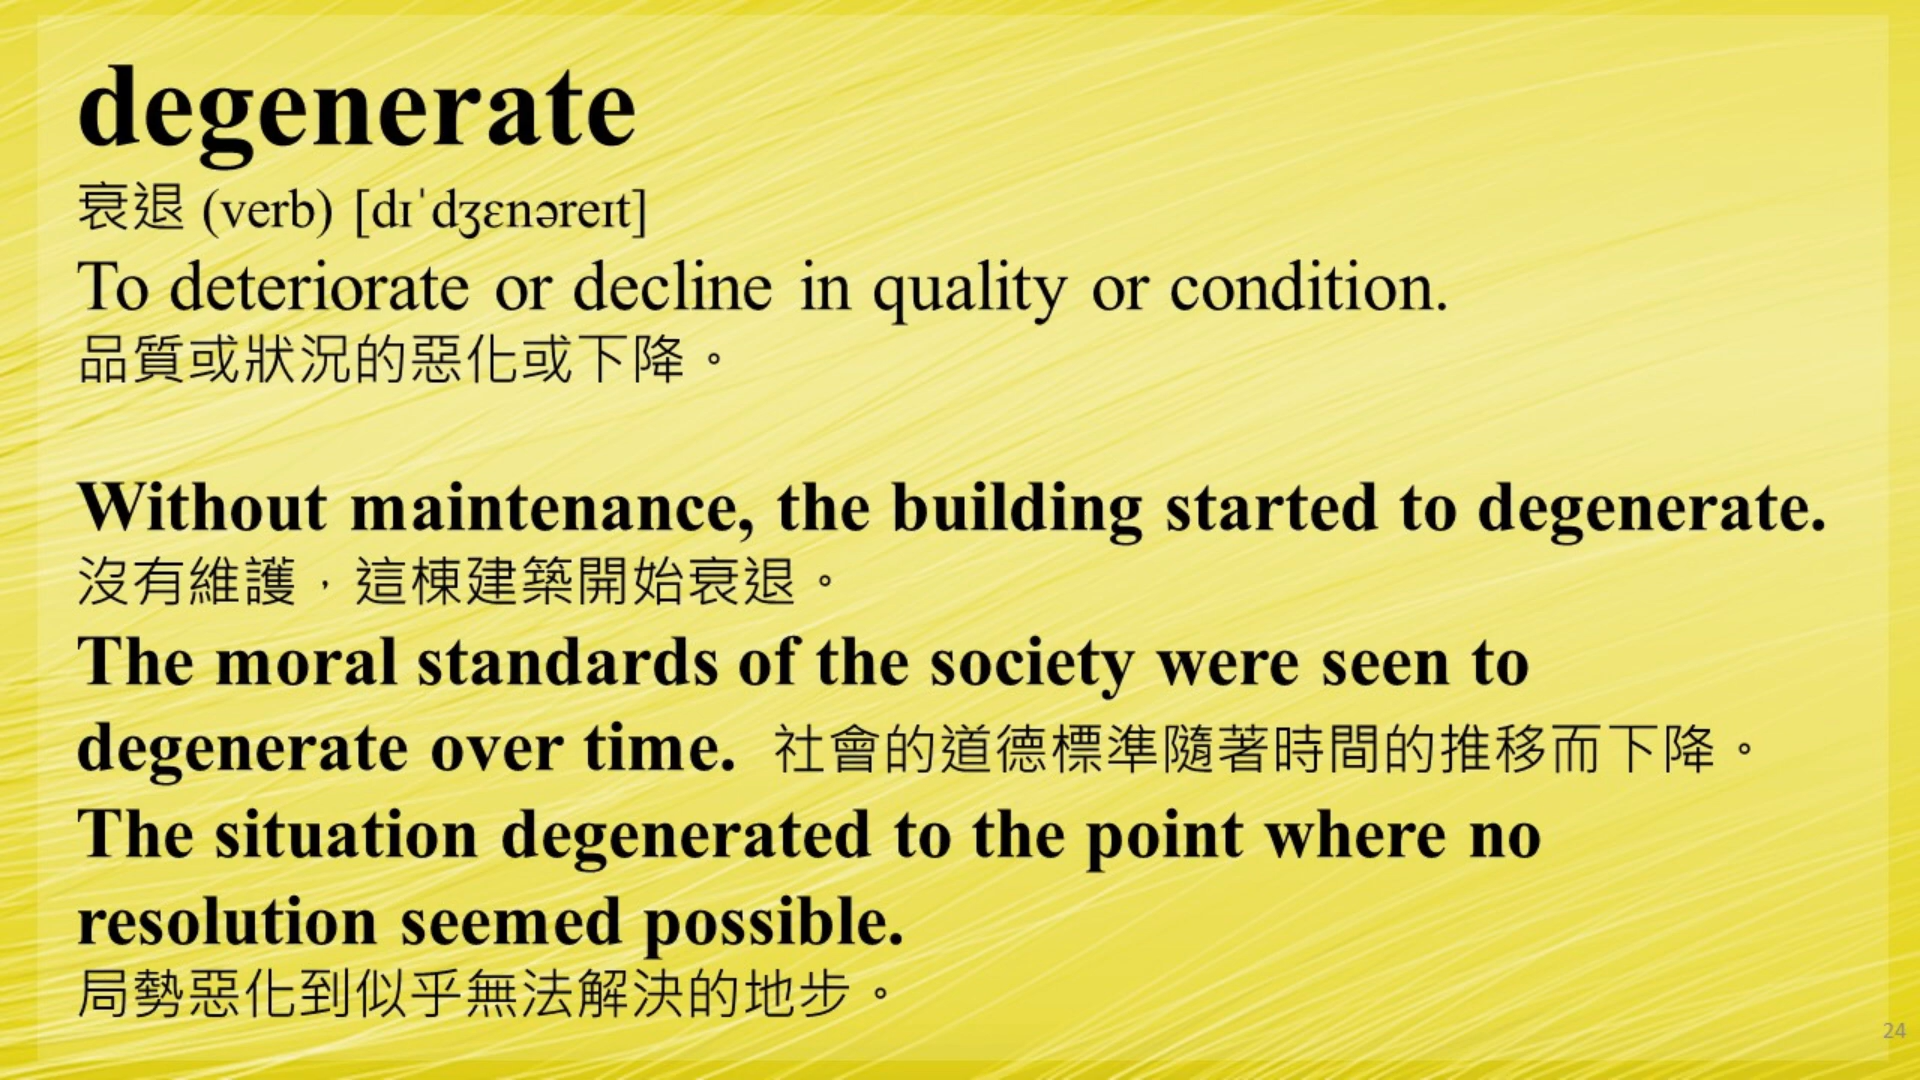 degenerate
衰退 (verb) [dɪˈdʒɛnəreɪt]
To deteriorate or decline in quality or condition.
品質或狀況的惡化或下降。
Without maintenance, the building started to degenerate.
沒有維護，這棟建築開始衰退。
The moral standards of the society were seen to
degenerate over time. 社會的道德標準隨著時間的推移而下降。
The situation degenerated to the point where no
resolution seemed possible.
局勢惡化到似乎無法解決的地步。
24